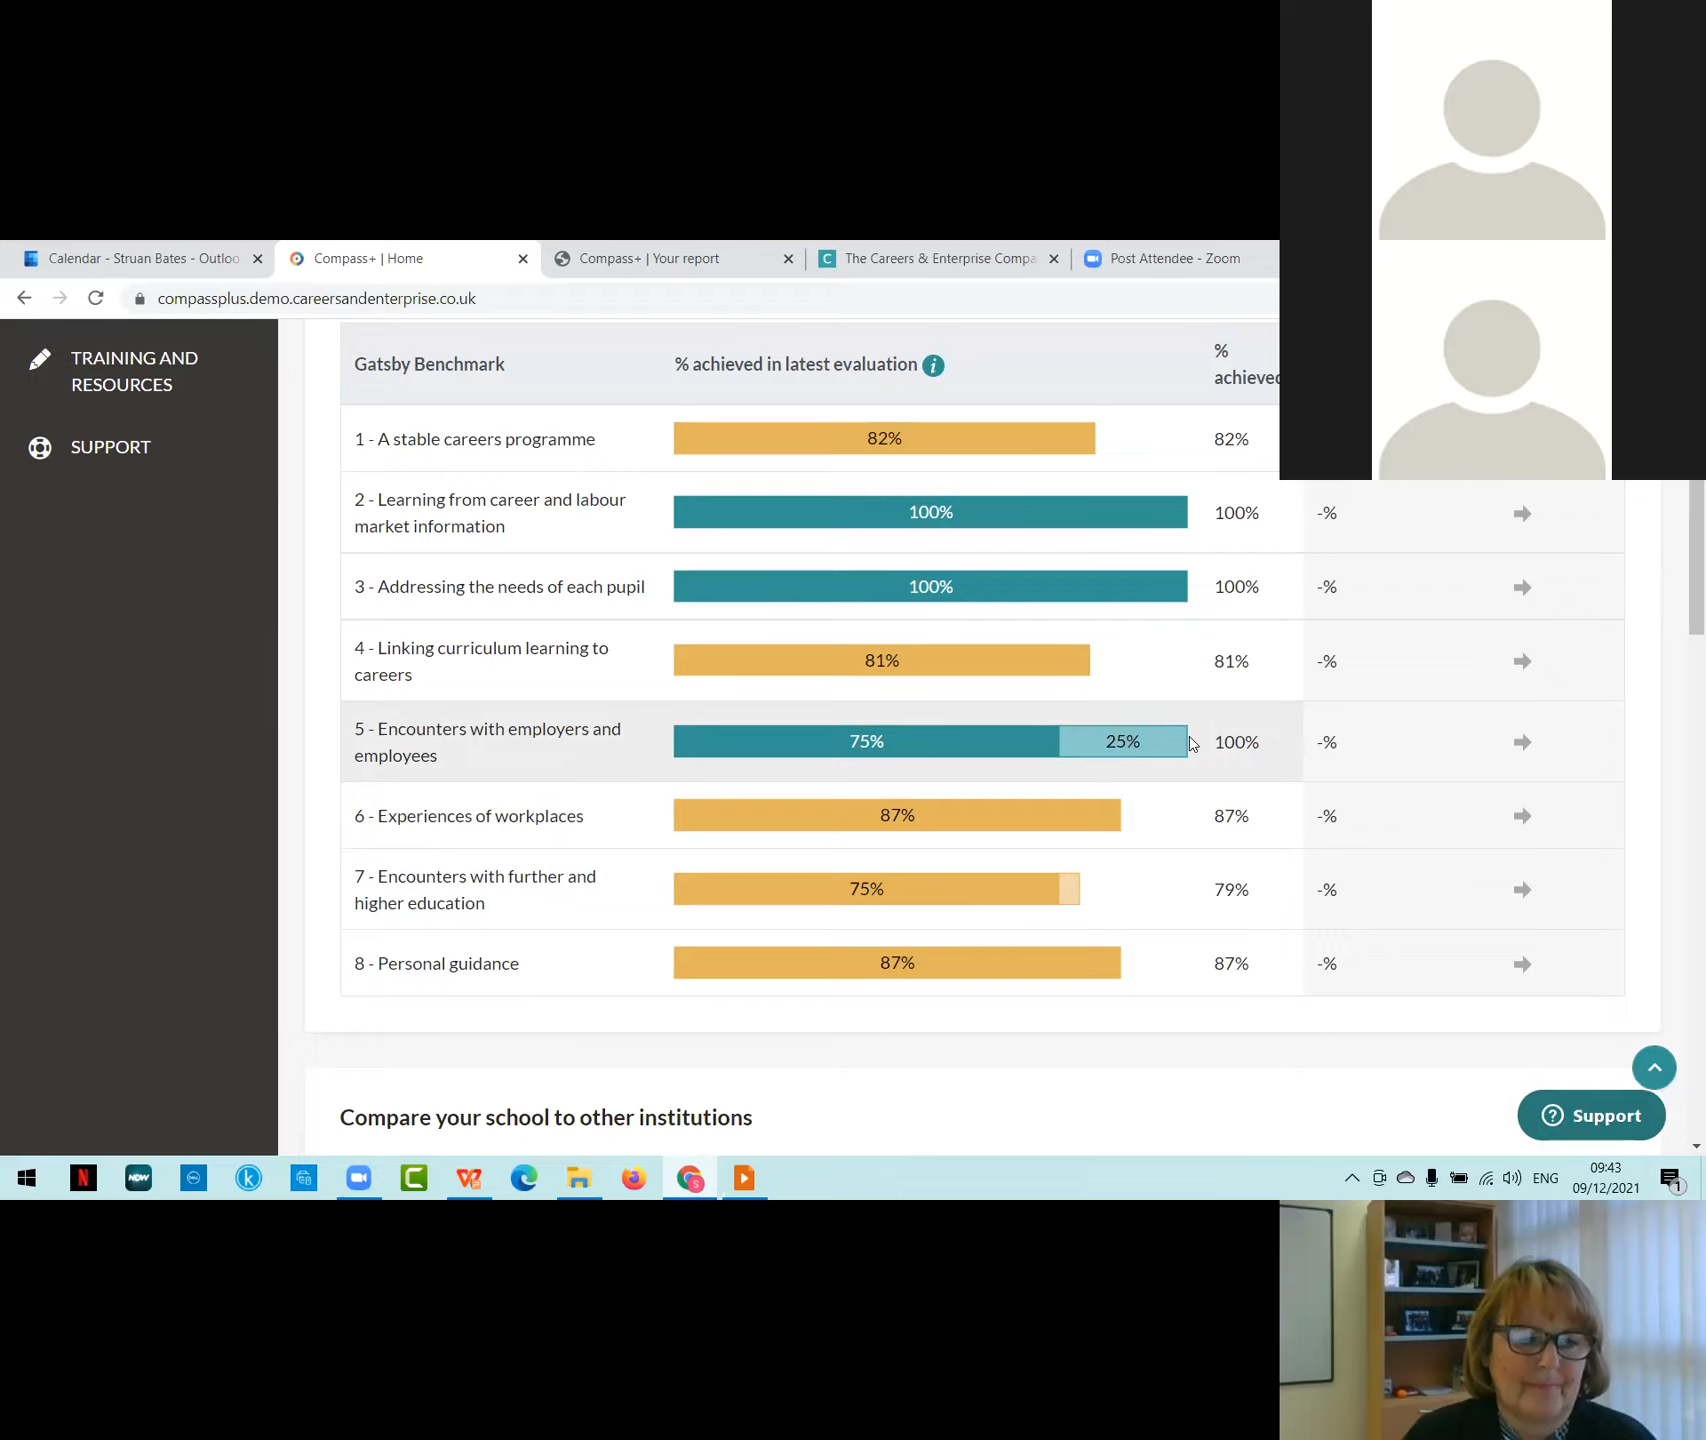 Calendar - Struan Bates - Outloo
Compass+ | Home
Compass+ | Your report
The Careers & Enterprise Compa
Post Attendee - Zoom
compassplus.demo.careersandenterprise.co.uk
TRAINING AND
RESOURCES
SUPPORT
Gatsby Benchmark
% achieved in latest evaluation i
%
achieved
1 - A stable careers programme
82%
82%
2 - Learning from career and labour
market information
100%
100%
-%
3 - Addressing the needs of each pupil
100%
100%
-%
4 - Linking curriculum learning to
careers
81%
81%
-%
5 - Encounters with employers and
employees
75%
25%
100%
-%
6 - Experiences of workplaces
87%
87%
-%
7 - Encounters with further and
higher education
75%
79%
-%
8 - Personal guidance
87%
87%
-%
Compare your school to other institutions
Support
NOW
ENG
09:43
09/12/2021
1